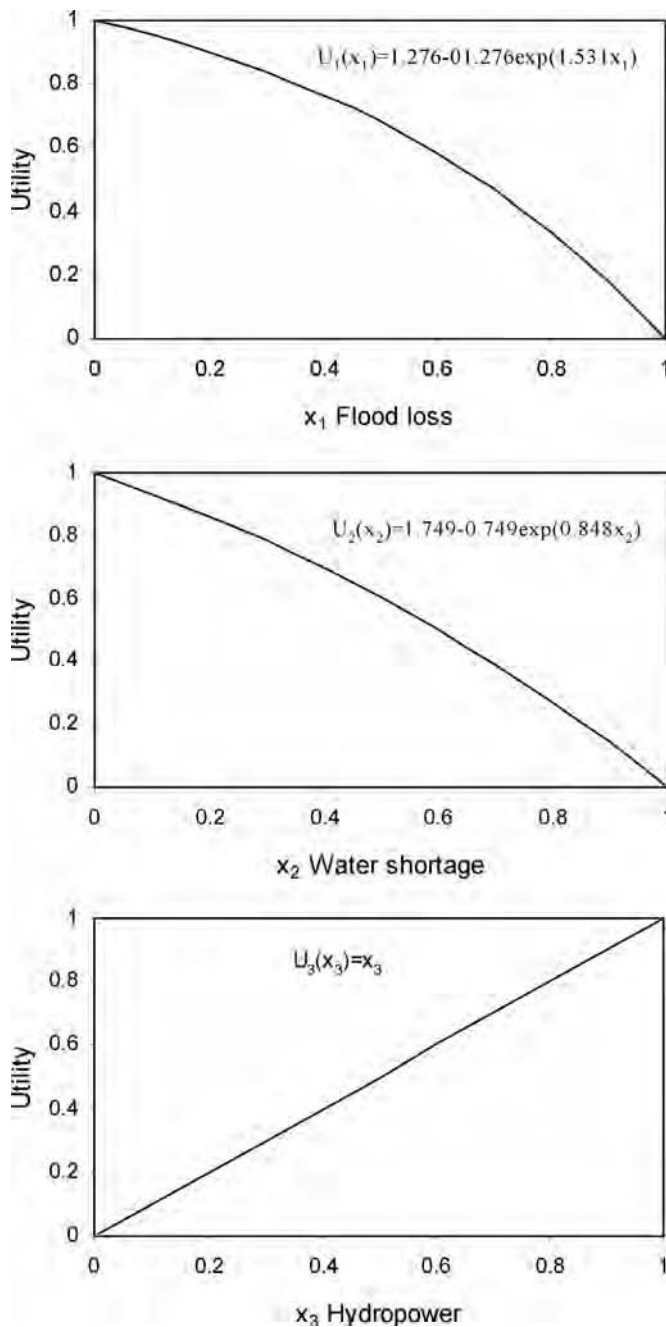 1
U₁(x₁)=1.276-01.276exp(1.531x₁)
0.8
0.6
Utility
0.4
0.2
0
0 0.2 0.4 0.6 0.8 1
x₁ Flood loss
1
U₂(x₂)=1.749-0.749exp(0.848x₂)
0.8
0.6
Utility
0.4
0.2
0
0 0.2 0.4 0.6 0.8 1
x₂ Water shortage
1
U₃(x₃)=x₃
0.8
0.6
Utility
0.4
0.2
0
0 0.2 0.4 0.6 0.8 1
x₃ Hydropower